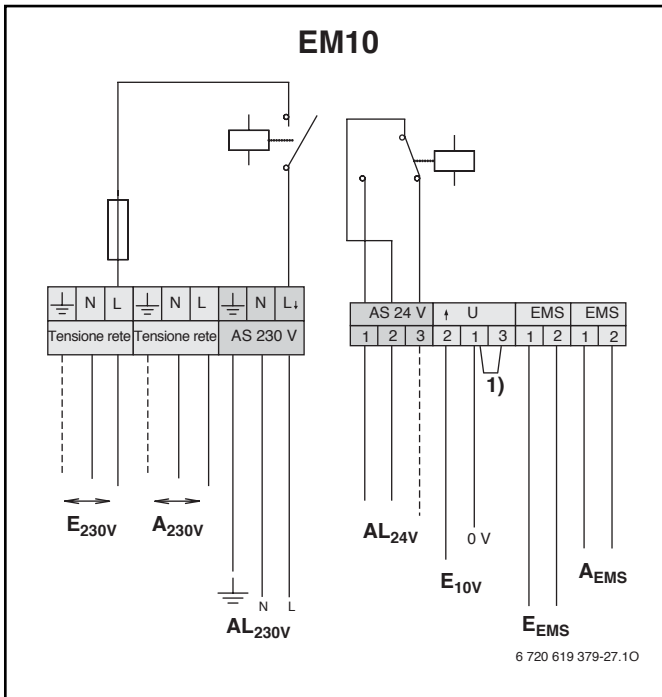 EM10
N L N L N L↓
Tensione rete Tensione rete AS 230 V
AS 24 V ↑ U EMS EMS
1 2 3 2 1 3 1 2 1 2
1)
E230V A230V
AL24V
0 V
E10V
AEMS
EEMS
N L
AL230V
6 720 619 379-27.1O